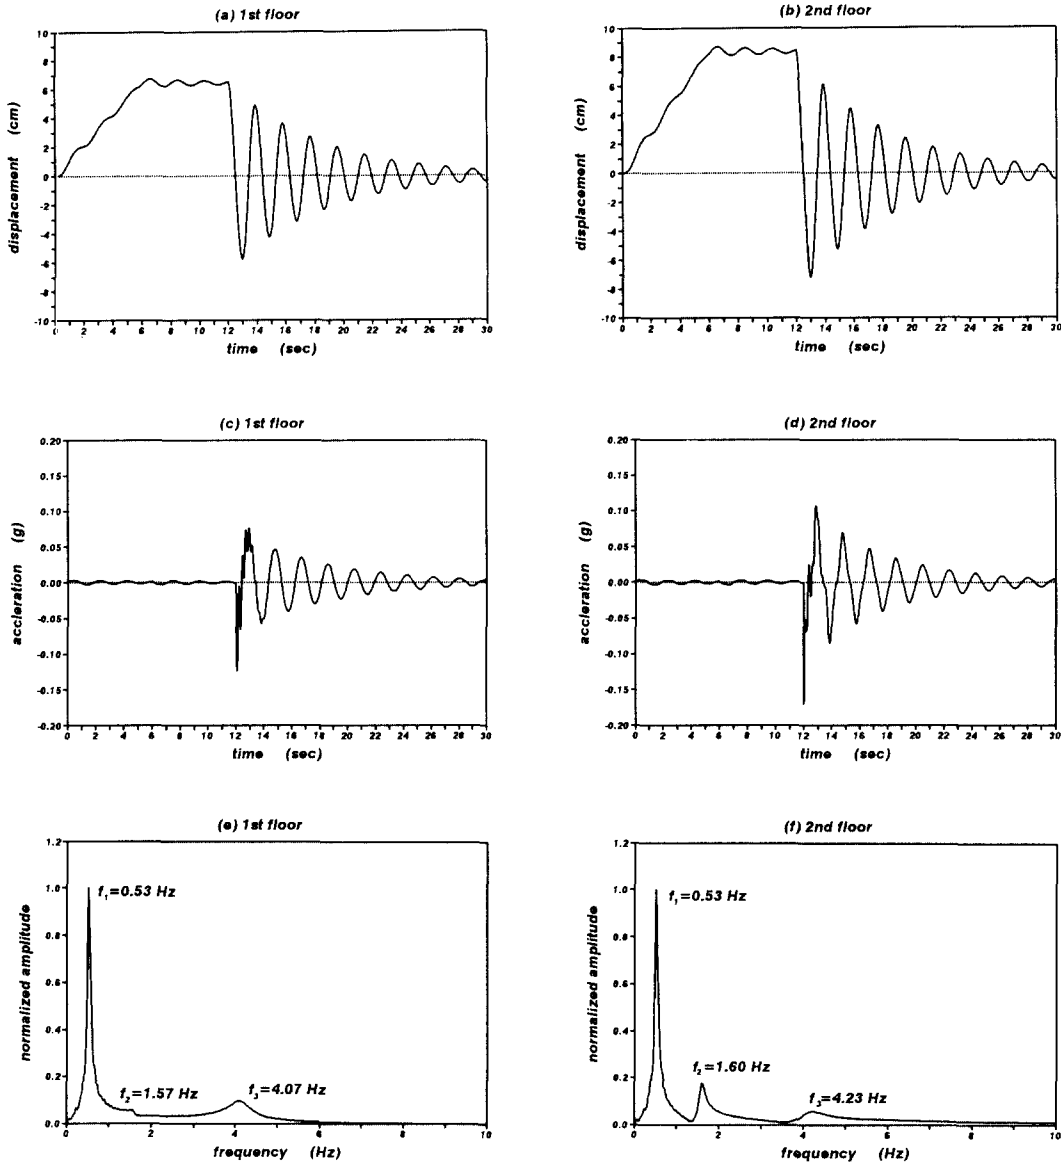 (a) 1st floor
10
8
6
4
2
0
-2
-4
-6
-8
-10
displacement (cm)
2 4 6 8 10 12 14 16 18 20 22 24 26 28 30
time (sec)
(b) 2nd floor
10
8
6
4
2
0
-2
-4
-6
-8
-10
displacement (cm)
0 2 4 6 8 10 12 14 16 18 20 22 24 26 28 30
time (sec)
(c) 1st floor
0.20
0.15
0.10
0.05
0.00
-0.05
-0.10
-0.15
-0.20
accleration (g)
0 2 4 6 8 10 12 14 16 18 20 22 24 26 28 30
time (sec)
(d) 2nd floor
0.20
0.15
0.10
0.05
0.00
-0.05
-0.10
-0.15
-0.20
accleration (g)
0 2 4 6 8 10 12 14 16 18 20 22 24 26 28 30
time (sec)
(e) 1st floor
1.2
1.0
0.8
0.6
0.4
0.2
0.0
normalized amplitude
f₁=0.53 Hz
f₂=1.57 Hz
f₃=4.07 Hz
0 2 4 6 8 10
frequency (Hz)
(f) 2nd floor
1.2
1.0
0.8
0.6
0.4
0.2
0.0
normalized amplitude
f₁=0.53 Hz
f₂=1.60 Hz
f₃=4.23 Hz
0 2 4 6 8 10
frequency (Hz)